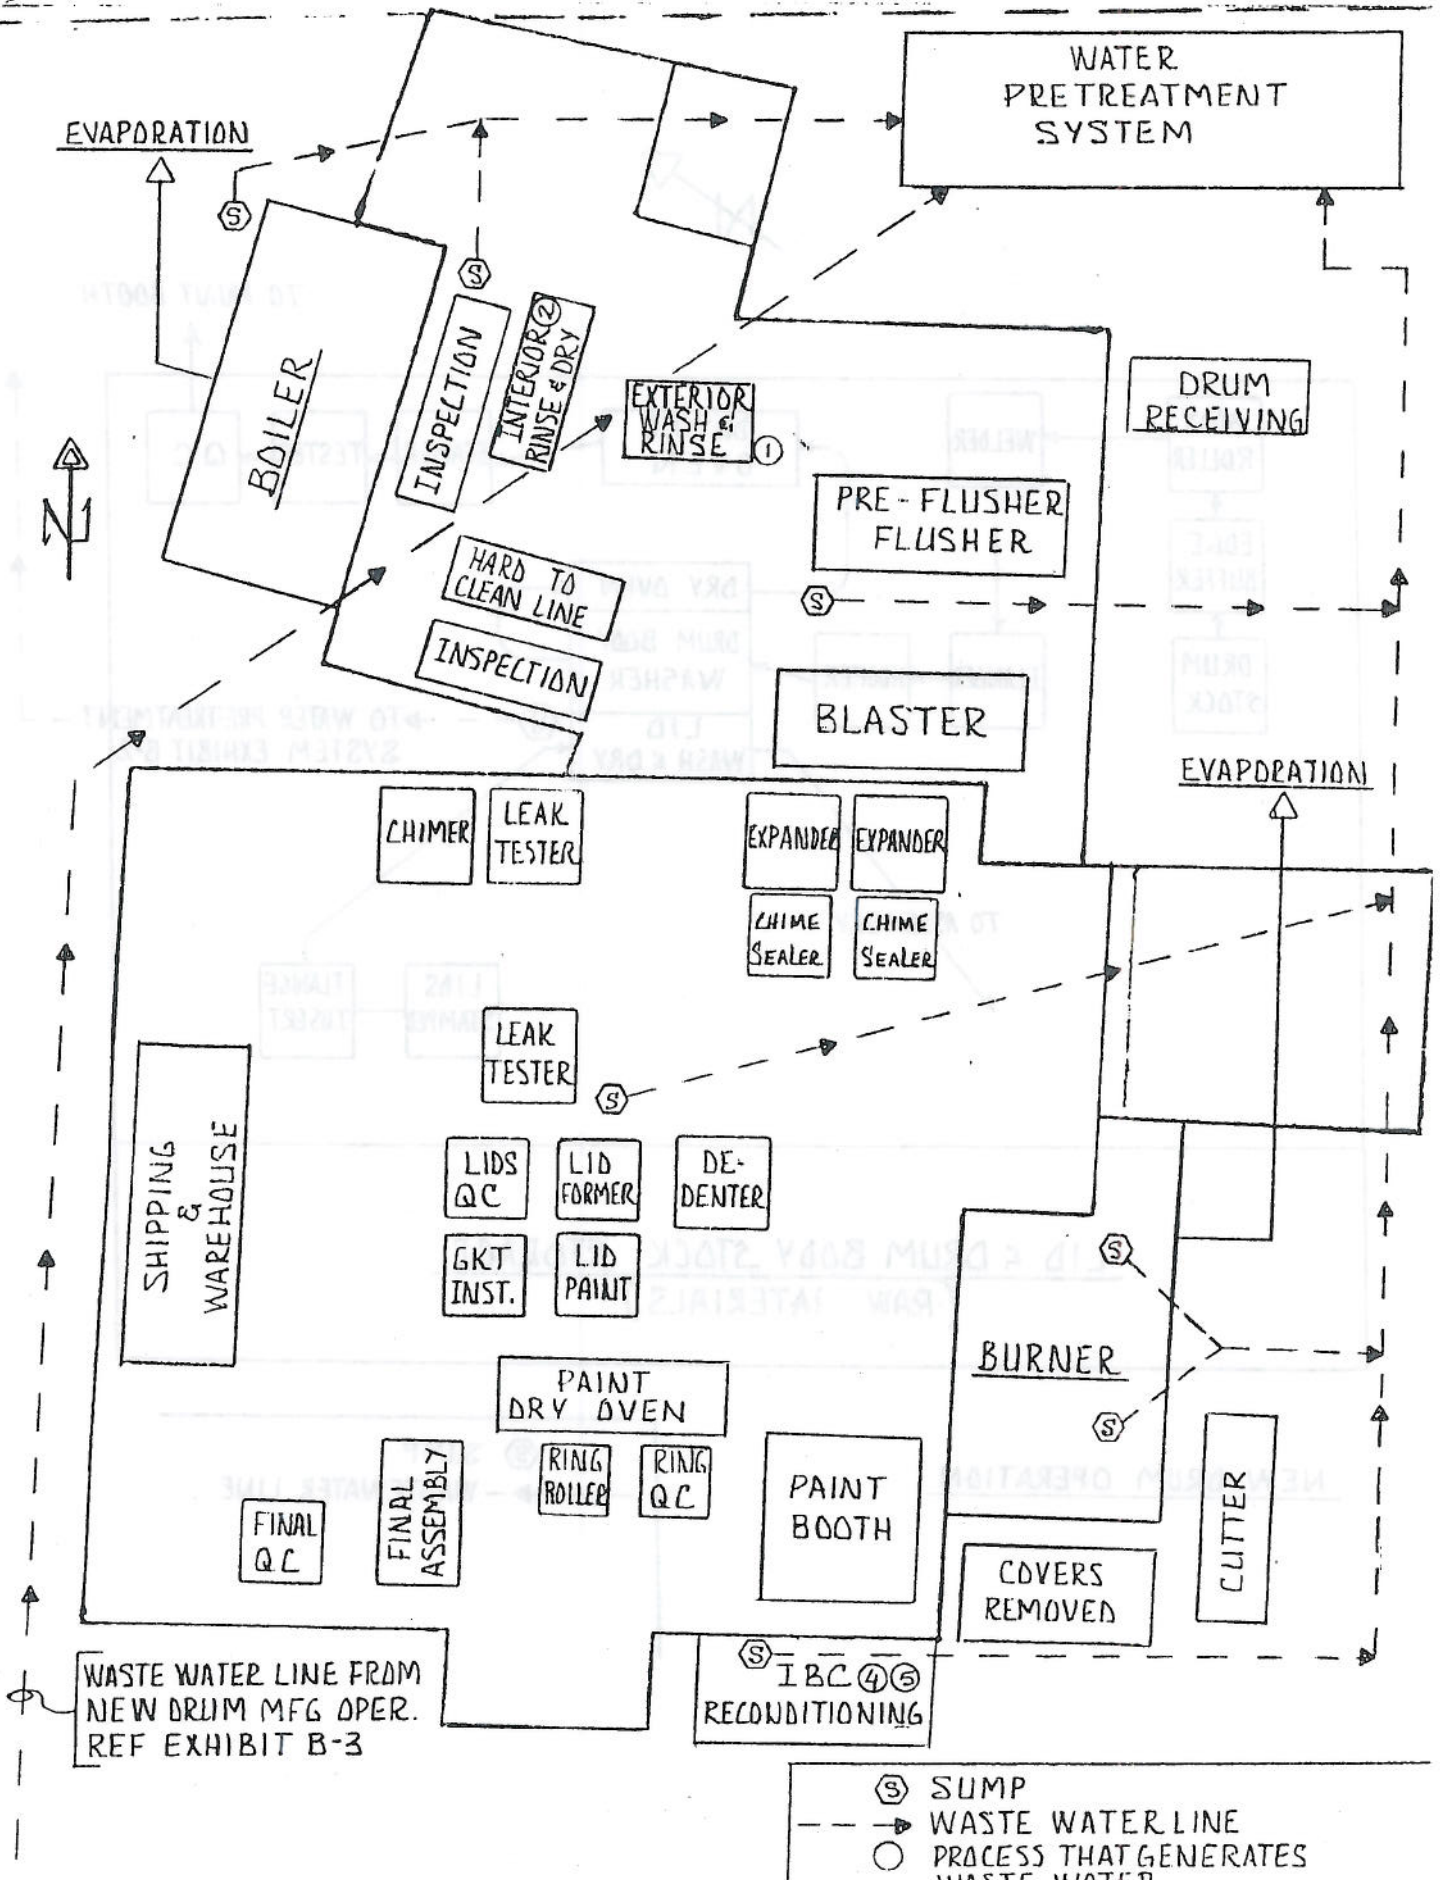 WATER
PRETREATMENT
SYSTEM
EVAPORATION
S
S
BOILER
INSPECTION
INTERIOR ②
RINSE & DRY
EXTERIOR
WASH &
RINSE ①
DRUM
RECEIVING
N
PRE-FLUSHER
FLUSHER
S
HARD TO
CLEAN LINE
INSPECTION
BLASTER
EVAPORATION
CHIMER
LEAK
TESTER
EXPANDER
EXPANDER
CHIME
SEALER
CHIME
SEALER
LEAK
TESTER
S
SHIPPING
&
WAREHOUSE
LIDS
QC
LID
FORMER
DE-
DENTER
GKT
INST.
LID
PAINT
S
BURNER
S
PAINT
DRY OVEN
FINAL
QC
FINAL
ASSEMBLY
RING
ROLLER
RING
QC
PAINT
BOOTH
COVERS
REMOVED
CUTTER
S
IBC ④ ⑤
RECONDITIONING
WASTE WATER LINE FROM
NEW DRUM MFG OPER.
REF EXHIBIT B-3
S SUMP
WASTE WATER LINE
PROCESS THAT GENERATES
WASTE WATER